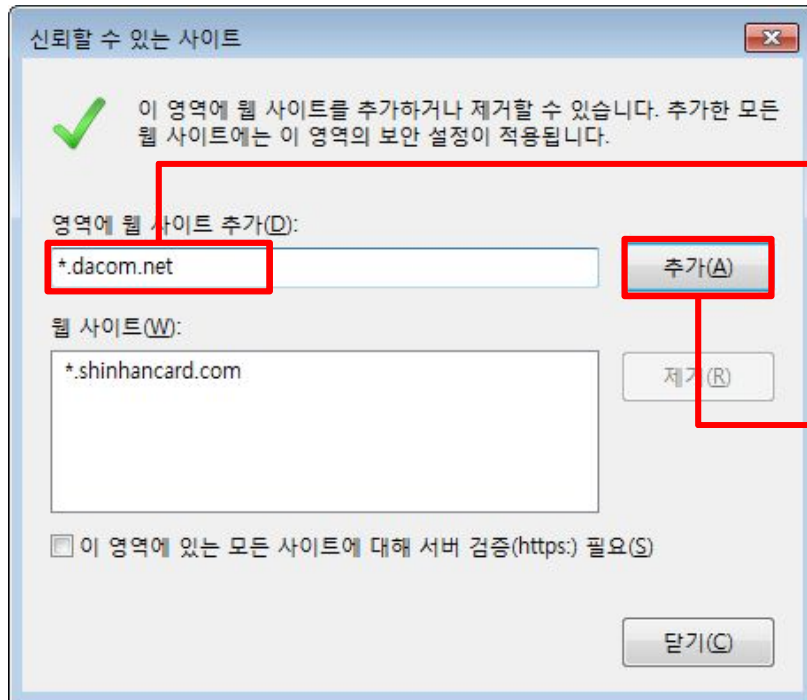 신뢰할 수 있는 사이트
이 영역에 웹 사이트를 추가하거나 제거할 수 있습니다. 추가한 모든
웹 사이트에는 이 영역의 보안 설정이 적용됩니다.
영역에 웹 사이트 추가(D):
*.dacom.net
추가(A)
웹 사이트(W):
*.shinhancard.com
제거(R)
이 영역에 있는 모든 사이트에 대해 서버 검증(https:) 필요(S)
닫기(C)